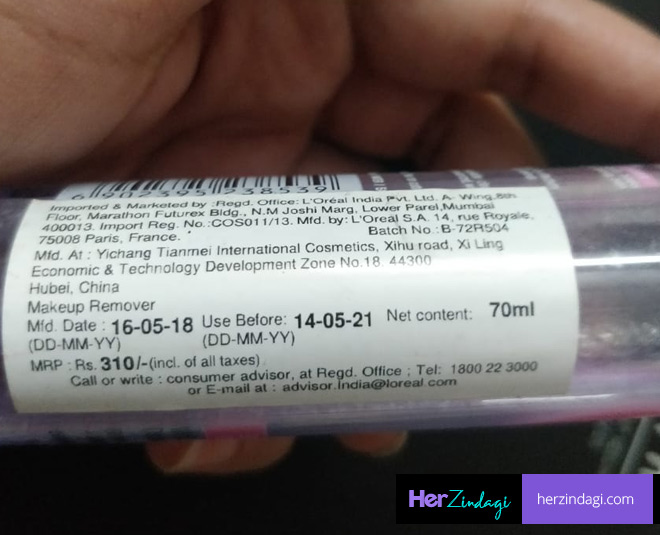 6 902395 238539
Imported & Marketed by :Regd. Office: L'Oréal India Pvt. Ltd. A- Wing,8th
Floor, Marathon Futurex Bldg., N.M Joshi Marg, Lower Parel,Mumbai
400013. Import Reg. No.:COS011/13. Mfd. by: L'Oreal S.A. 14, rue Royale,
75008 Paris, France. Batch No.:B-72R504
Mfd. At : Yichang Tianmei International Cosmetics, Xihu road, Xi Ling
Economic & Technology Development Zone No.18. 44300
Hubei, China
Makeup Remover
Mfd. Date : 16-05-18 Use Before: 14-05-21 Net content: 70ml
(DD-MM-YY) (DD-MM-YY)
MRP : Rs. 310/-(incl. of all taxes)
Call or write : consumer advisor, at Regd. Office ; Tel: 1800 22 3000
or E-mail at : advisor.India@loreal.com
HerZindagi herzindagi.com